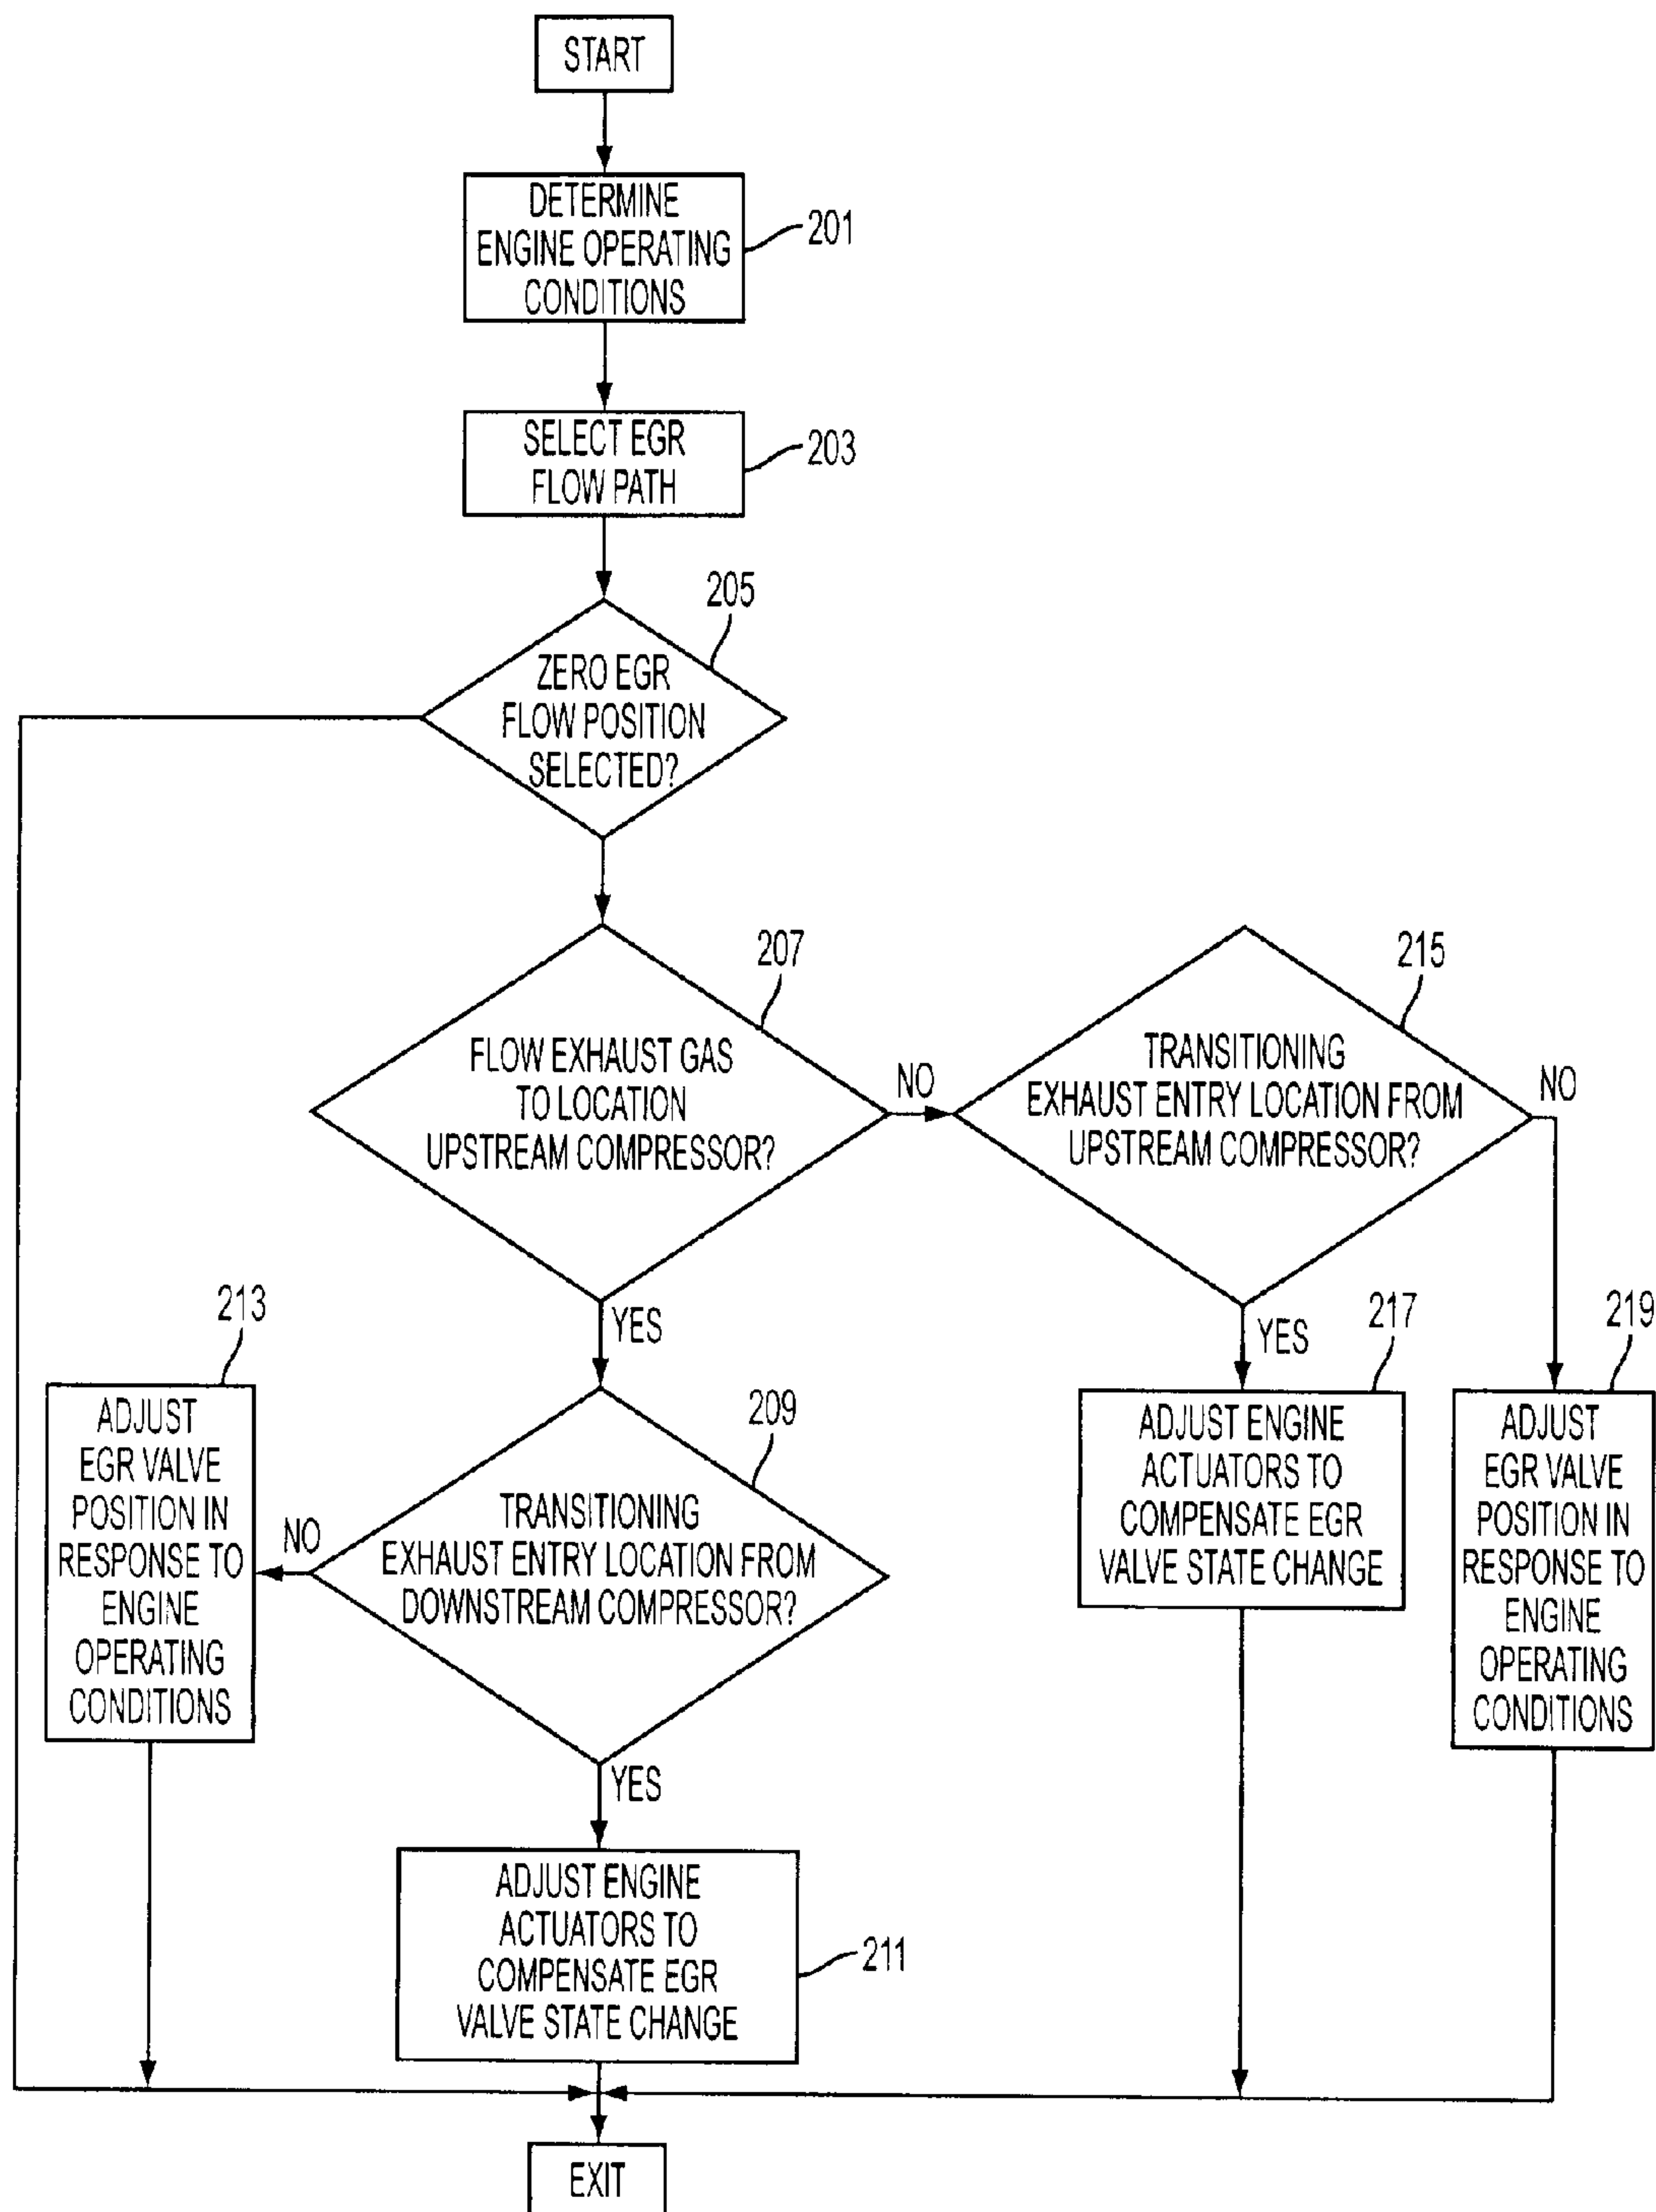 START
DETERMINE
ENGINE OPERATING
CONDITIONS
201
SELECT EGR
FLOW PATH
203
205
ZERO EGR
FLOW POSITION
SELECTED?
207
FLOW EXHAUST GAS
TO LOCATION
UPSTREAM COMPRESSOR?
NO
215
TRANSITIONING
EXHAUST ENTRY LOCATION FROM
UPSTREAM COMPRESSOR?
NO
YES
YES
213
ADJUST
EGR VALVE
POSITION IN
RESPONSE TO
ENGINE
OPERATING
CONDITIONS
NO
209
TRANSITIONING
EXHAUST ENTRY LOCATION FROM
DOWNSTREAM COMPRESSOR?
217
ADJUST ENGINE
ACTUATORS TO
COMPENSATE EGR
VALVE STATE CHANGE
219
ADJUST
EGR VALVE
POSITION IN
RESPONSE TO
ENGINE
OPERATING
CONDITIONS
YES
ADJUST ENGINE
ACTUATORS TO
COMPENSATE EGR
VALVE STATE CHANGE
211
EXIT